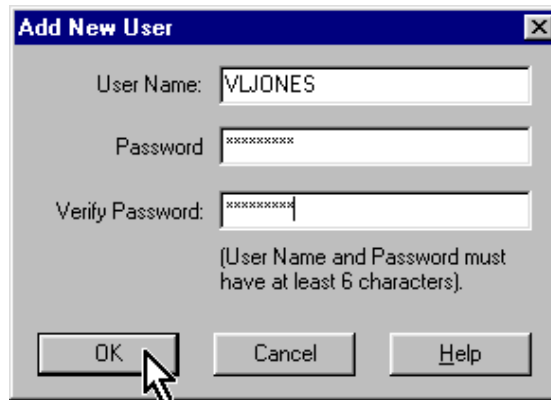 Add New User
User Name: VLJONES
Password *********
Verify Password: *********
(User Name and Password must
have at least 6 characters).
OK Cancel Help